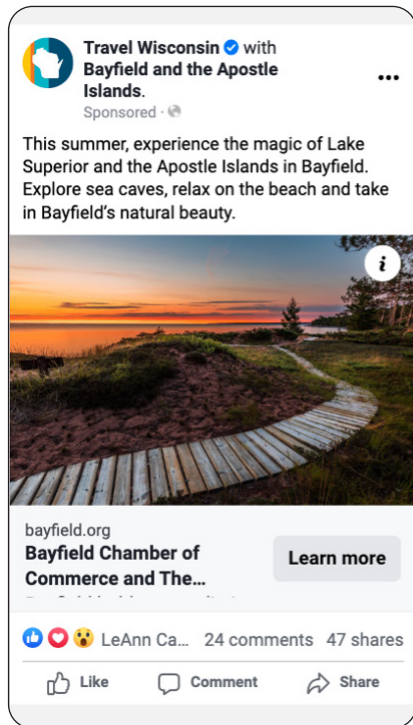 Travel Wisconsin with
Bayfield and the Apostle
Islands.
Sponsored ·
This summer, experience the magic of Lake
Superior and the Apostle Islands in Bayfield.
Explore sea caves, relax on the beach and take
in Bayfield's natural beauty.
i
bayfield.org
Bayfield Chamber of
Commerce and The...
Learn more
LeAnn Ca... 24 comments 47 shares
Like Comment Share